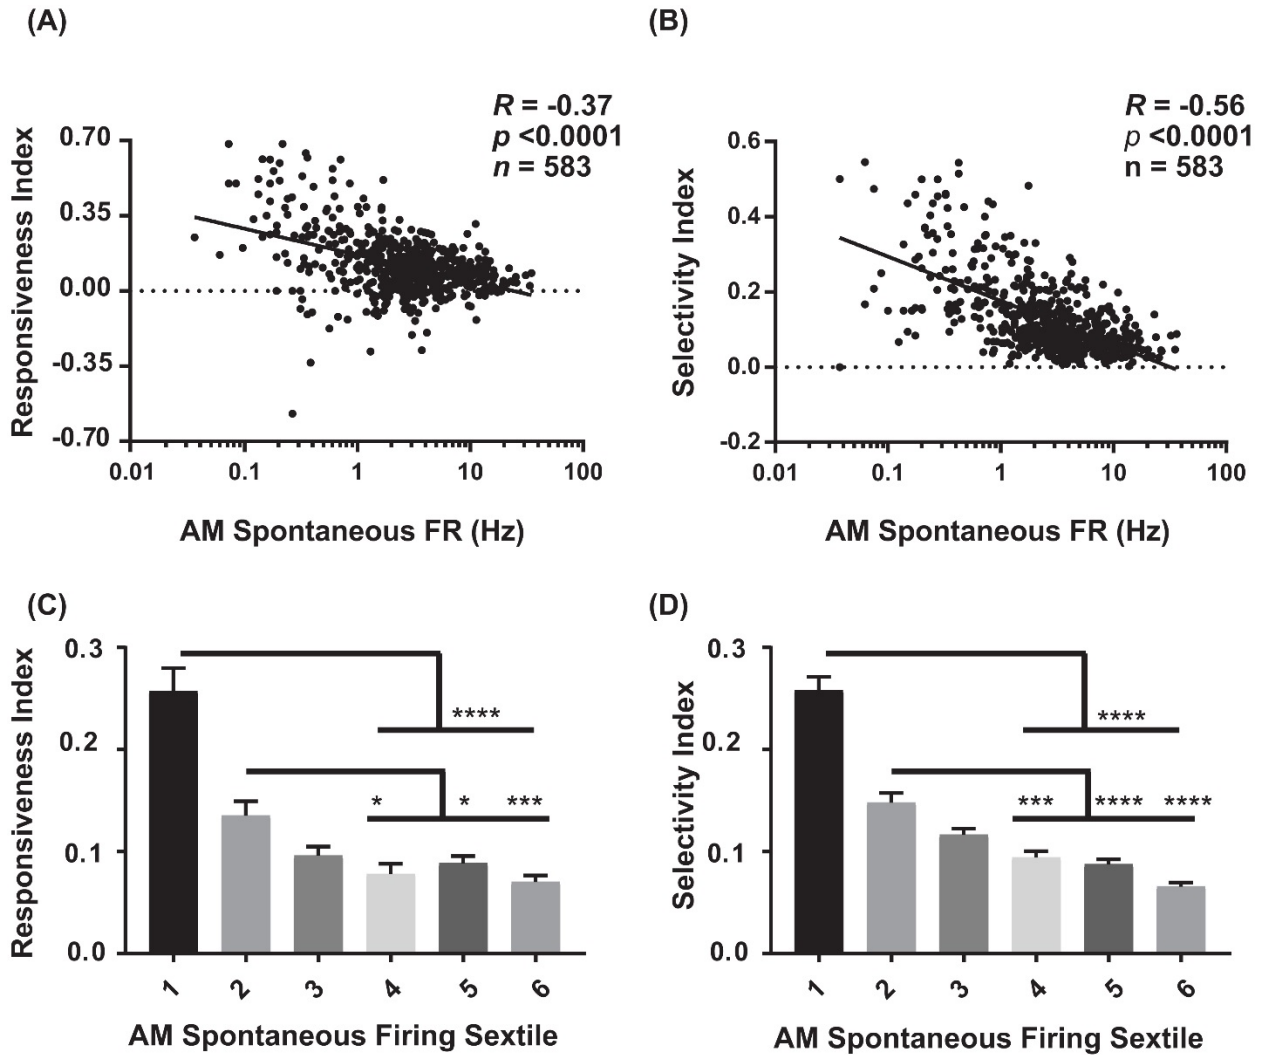 (A)
R = -0.37
p <0.0001
n = 583
Responsiveness Index
0.70
0.35
0.00
-0.35
-0.70
0.01 0.1 1 10 100
AM Spontaneous FR (Hz)
(B)
R = -0.56
p <0.0001
n = 583
Selectivity Index
0.6
0.4
0.2
0.0
-0.2
0.01 0.1 1 10 100
AM Spontaneous FR (Hz)
(C)
Responsiveness Index
0.3
0.2
0.1
0.0
****
* * ***
1 2 3 4 5 6
AM Spontaneous Firing Sextile
(D)
Selectivity Index
0.3
0.2
0.1
0.0
****
*** **** ****
1 2 3 4 5 6
AM Spontaneous Firing Sextile